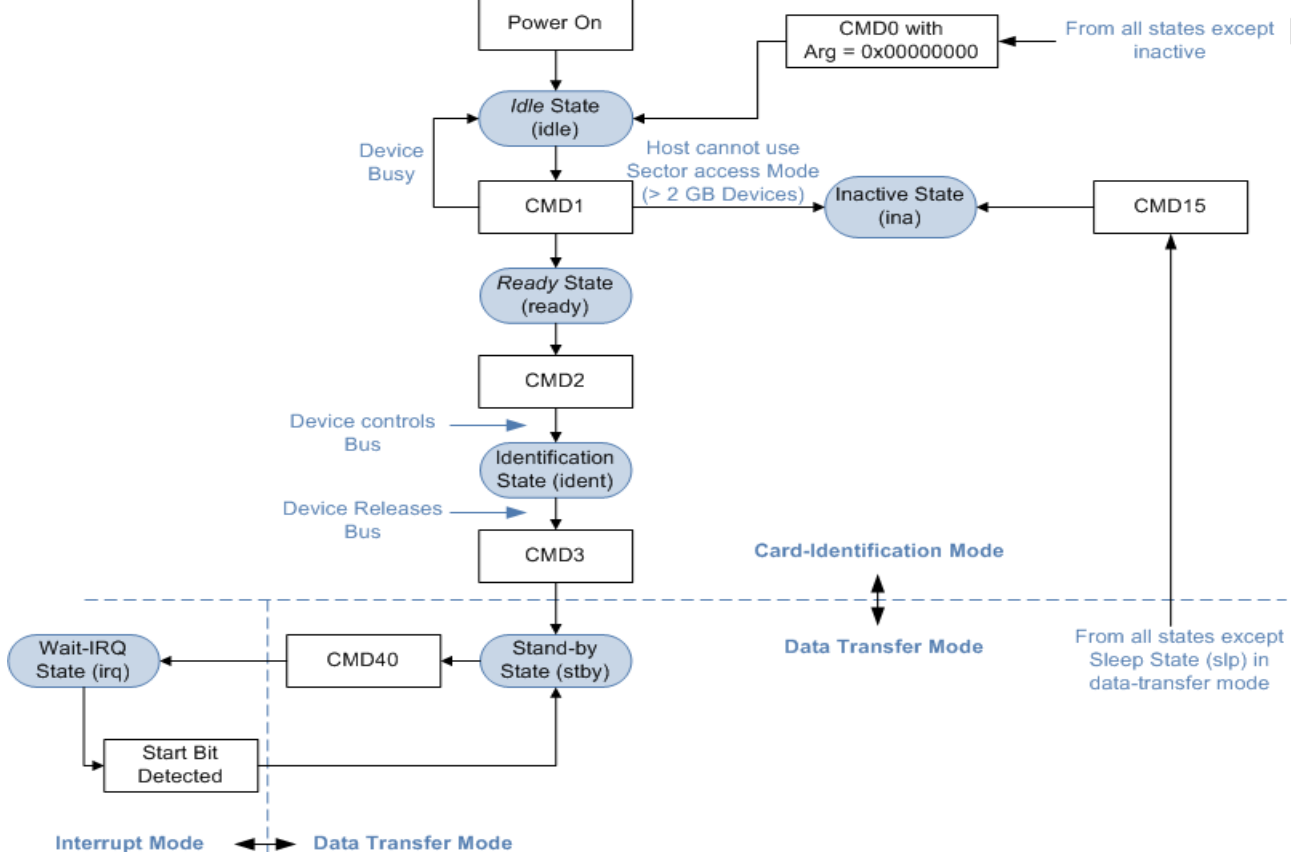 Power On
CMD0 with
Arg = 0x00000000
From all states except
inactive
Idle State
(idle)
Device
Busy
Host cannot use
Sector access Mode
(> 2 GB Devices)
CMD1
Inactive State
(ina)
CMD15
Ready State
(ready)
CMD2
Device controls
Bus
Identification
State (ident)
Device Releases
Bus
CMD3
Card-Identification Mode
Data Transfer Mode
Wait-IRQ
State (irq)
CMD40
Stand-by
State (stby)
From all states except
Sleep State (slp) in
data-transfer mode
Start Bit
Detected
Interrupt Mode
Data Transfer Mode